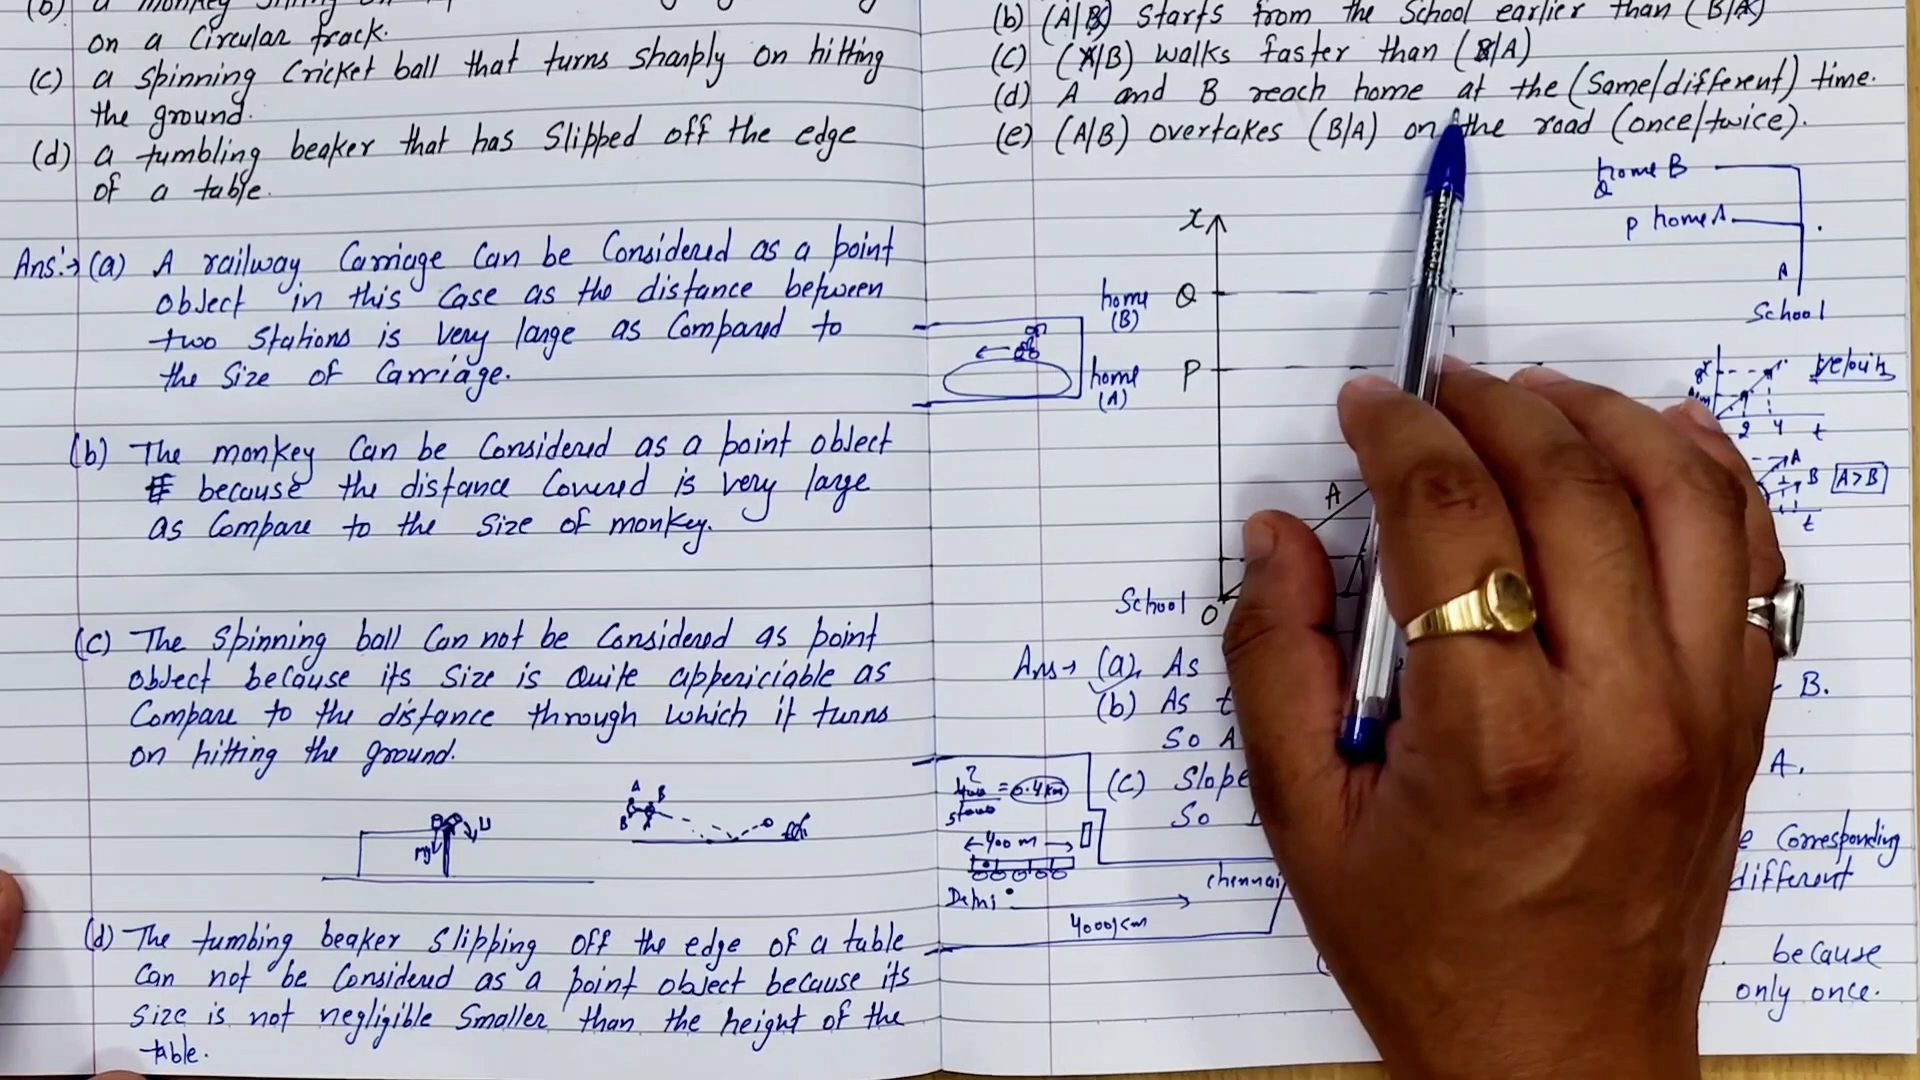 on a Circular track.
(c) a spinning Cricket ball that turns sharply on hitting
the ground.
(d) a tumbling beaker that has Slipped off the edge
of a table.
Ans:→ (a) A railway Carriage Can be Considered as a point
object in this Case as the distance between
two stations is very large as Compared to
the Size of Carriage.
(b) The monkey Can be Considered as a point object
because the distance Covered is very large
as Compare to the Size of monkey.
(c) The Spinning ball Can not be Considered as point
object because its Size is Quite appericiable as
Compare to the distance through which it turns
on hitting the ground.
A B
B A
mg
(d) The tumbing beaker Slipping off the edge of a table
Can not be Considered as a point object because its
Size is not negligible Smaller than the height of the
table.
(b) (A/B) Starts from the School earlier than (B/A)
(C) (A/B) walks faster than (B/A)
(d) A and B reach home at the (Same/different) time.
(e) (A/B) overtakes (B/A) on the road (once/twice).
home B
Q
P home A
A
School
x
home Q
(B)
home P
(A)
A
School O
2 4 t
A
B A>B
t
Ans→ (a) As
B.
(b) As t
So A
A.
(C) Slope
So
e Corresponding
different
because
only once.
= 0.4km
←400 m→
Delhi
Chennai
4000km